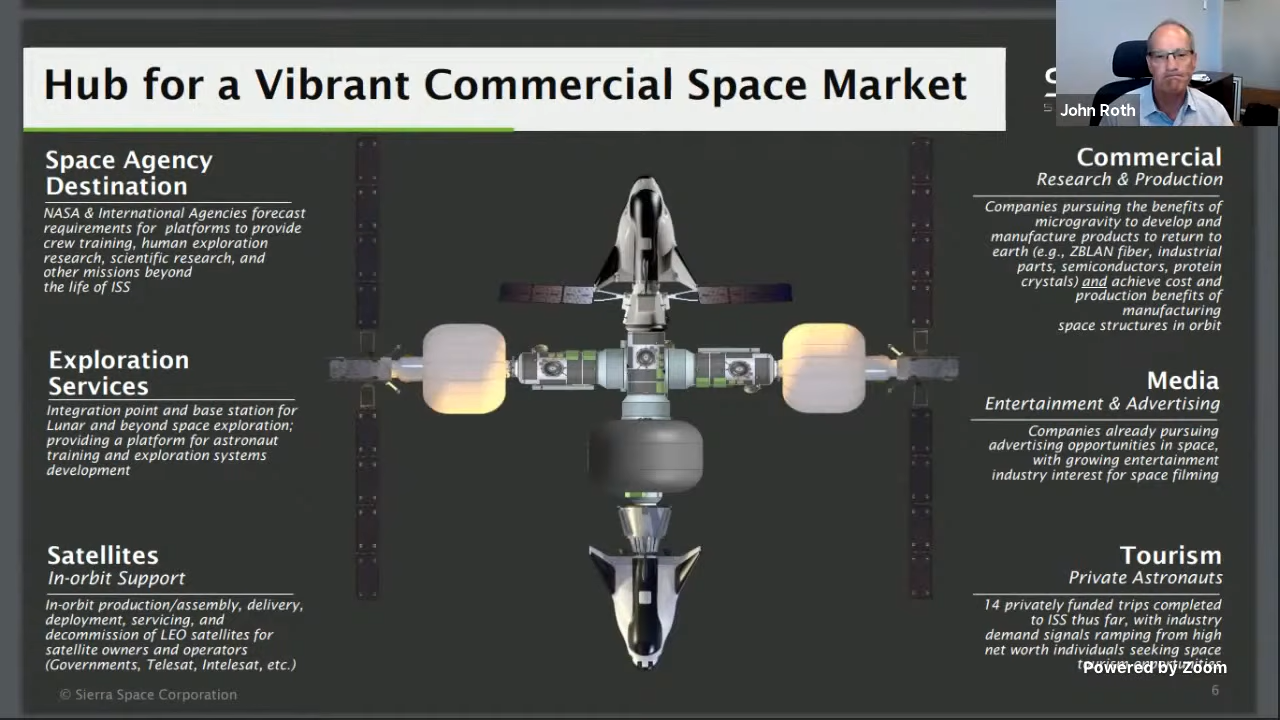 Hub for a Vibrant Commercial Space Market
John Roth
Space Agency
Destination
NASA & International Agencies forecast
requirements for platforms to provide
crew training, human exploration
research, scientific research, and
other missions beyond
the life of ISS
Exploration
Services
Integration point and base station for
Lunar and beyond space exploration;
providing a platform for astronaut
training and exploration systems
development
Satellites
In-orbit Support
In-orbit production/assembly, delivery,
deployment, servicing, and
decommission of LEO satellites for
satellite owners and operators
(Governments, Telesat, Intelesat, etc.)
Commercial
Research & Production
Companies pursuing the benefits of
microgravity to develop and
manufacture products to return to
earth (e.g., ZBLAN fiber, industrial
parts, semiconductors, protein
crystals) and achieve cost and
production benefits of
manufacturing
space structures in orbit
Media
Entertainment & Advertising
Companies already pursuing
advertising opportunities in space,
with growing entertainment
industry interest for space filming
Tourism
Private Astronauts
14 privately funded trips completed
to ISS thus far, with industry
demand signals ramping from high
net worth individuals seeking space
tourism opportunities
Powered by Zoom
© Sierra Space Corporation
6